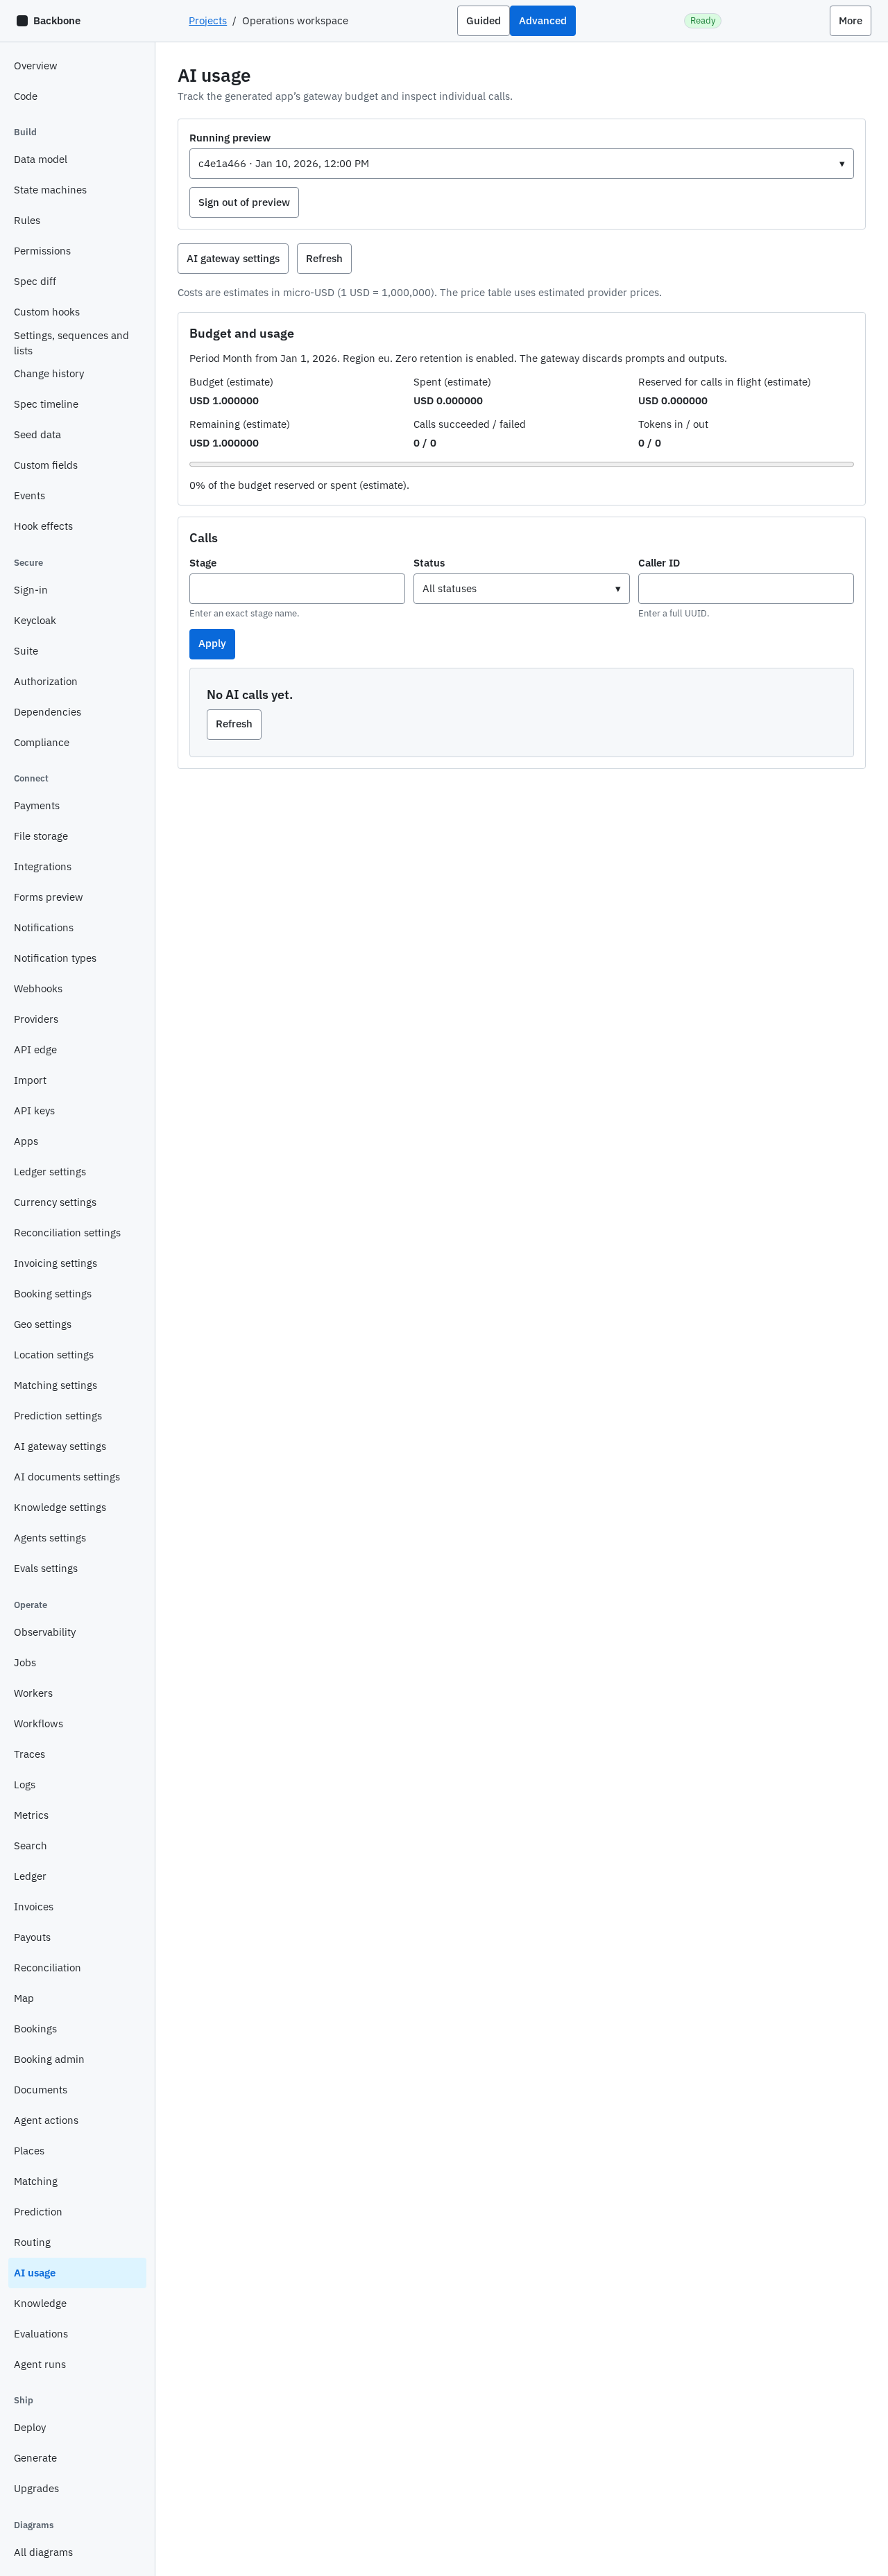 Backbone
Projects / Operations workspace
Guided
Advanced
Ready
More
Overview
Code
Build
Data model
State machines
Rules
Permissions
Spec diff
Custom hooks
Settings, sequences and
lists
Change history
Spec timeline
Seed data
Custom fields
Events
Hook effects
Secure
Sign-in
Keycloak
Suite
Authorization
Dependencies
Compliance
Connect
Payments
File storage
Integrations
Forms preview
Notifications
Notification types
Webhooks
Providers
API edge
Import
API keys
Apps
Ledger settings
Currency settings
Reconciliation settings
Invoicing settings
Booking settings
Geo settings
Location settings
Matching settings
Prediction settings
AI gateway settings
AI documents settings
Knowledge settings
Agents settings
Evals settings
Operate
Observability
Jobs
Workers
Workflows
Traces
Logs
Metrics
Search
Ledger
Invoices
Payouts
Reconciliation
Map
Bookings
Booking admin
Documents
Agent actions
Places
Matching
Prediction
Routing
AI usage
Knowledge
Evaluations
Agent runs
Ship
Deploy
Generate
Upgrades
Diagrams
All diagrams
AI usage
Track the generated app’s gateway budget and inspect individual calls.
Running preview
c4e1a466 · Jan 10, 2026, 12:00 PM
Sign out of preview
AI gateway settings
Refresh
Costs are estimates in micro-USD (1 USD = 1,000,000). The price table uses estimated provider prices.
Budget and usage
Period Month from Jan 1, 2026. Region eu. Zero retention is enabled. The gateway discards prompts and outputs.
Budget (estimate)
USD 1.000000
Spent (estimate)
USD 0.000000
Reserved for calls in flight (estimate)
USD 0.000000
Remaining (estimate)
USD 1.000000
Calls succeeded / failed
0 / 0
Tokens in / out
0 / 0
0% of the budget reserved or spent (estimate).
Calls
Stage
Enter an exact stage name.
Status
All statuses
Caller ID
Enter a full UUID.
Apply
No AI calls yet.
Refresh